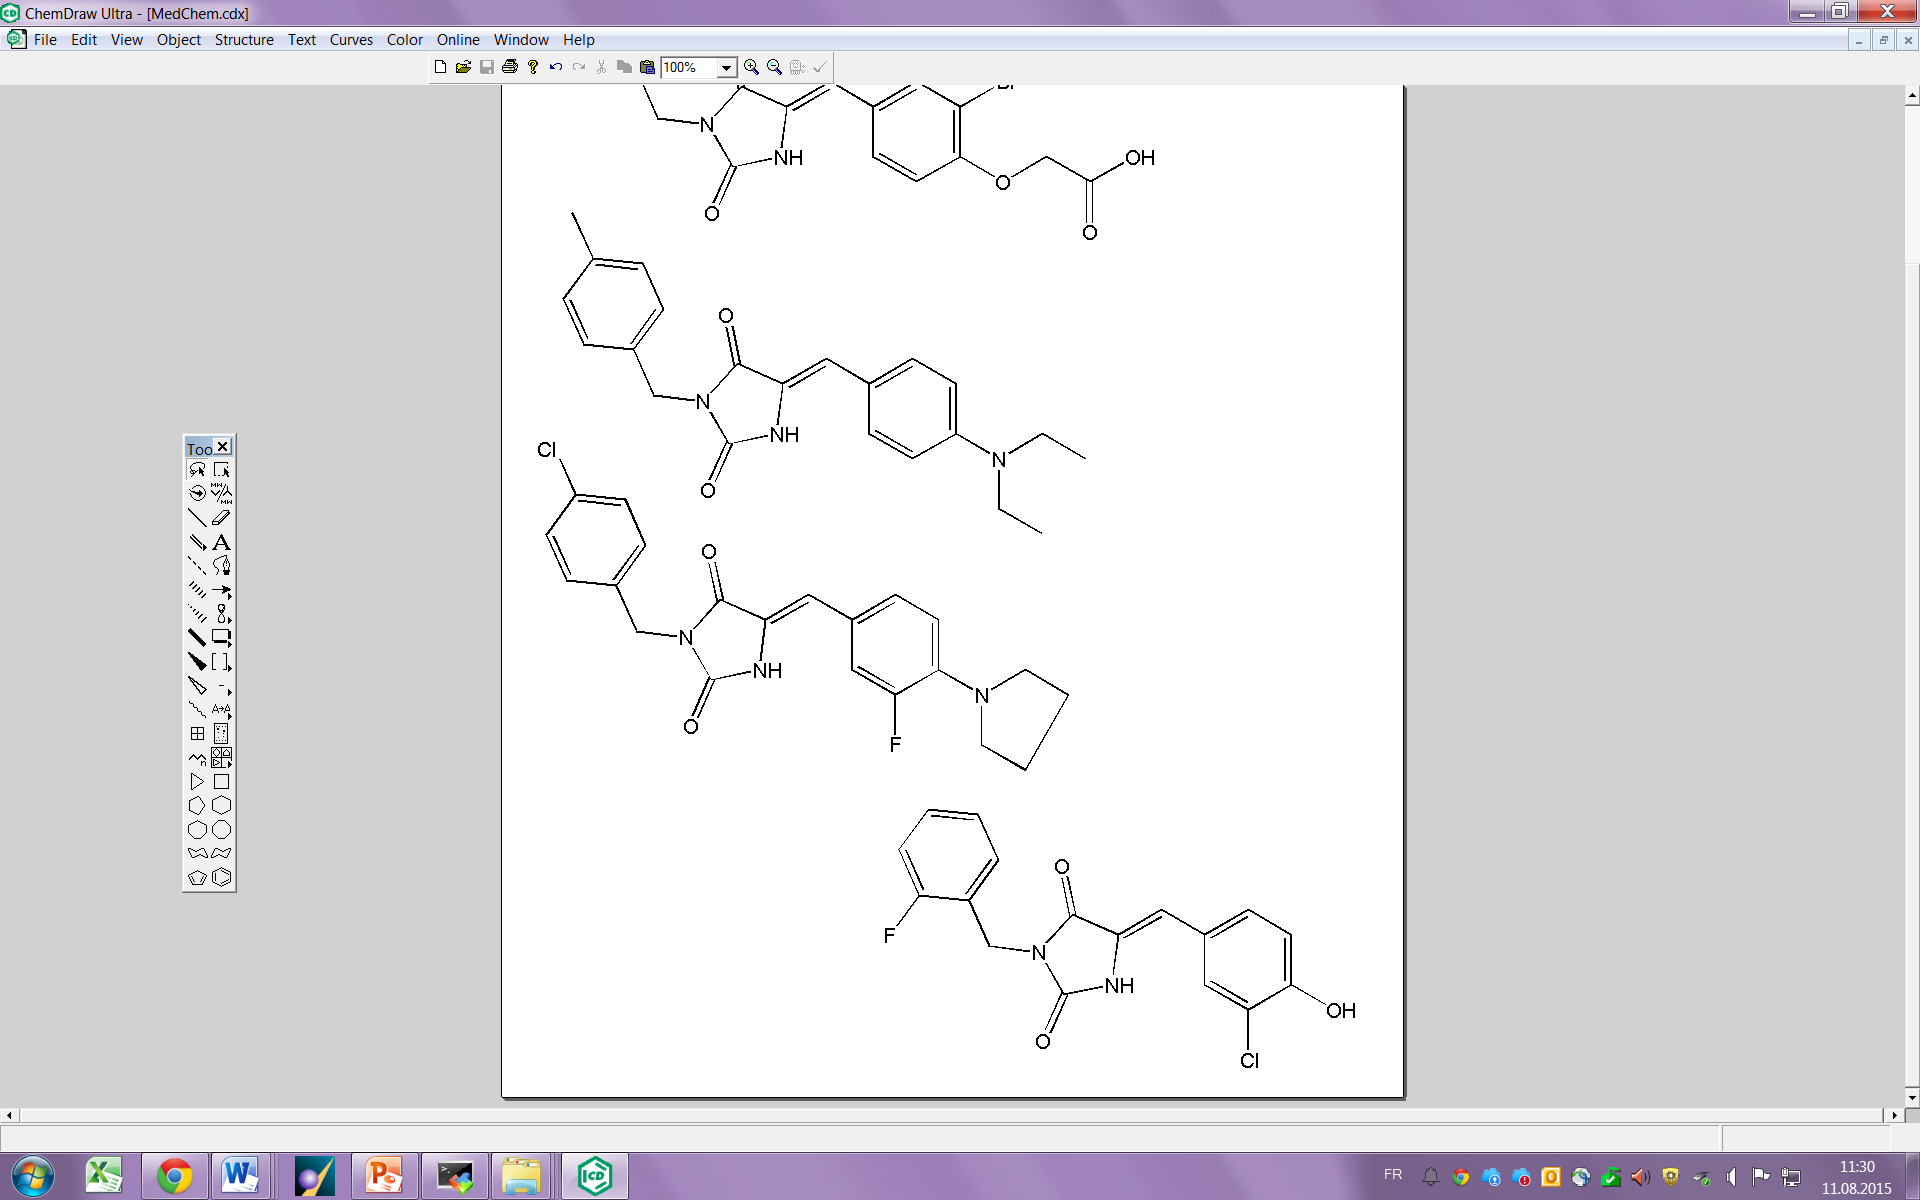 ChemDraw Ultra - [MedChem.cdx]
File Edit View Object Structure Text Curves Color Online Window Help
100%
N
NH
O
O
OH
O
O
N
NH
O
N
Cl
O
N
NH
O
F
N
O
F
N
NH
O
OH
Cl
Too
A
FR
11:30
11.08.2015